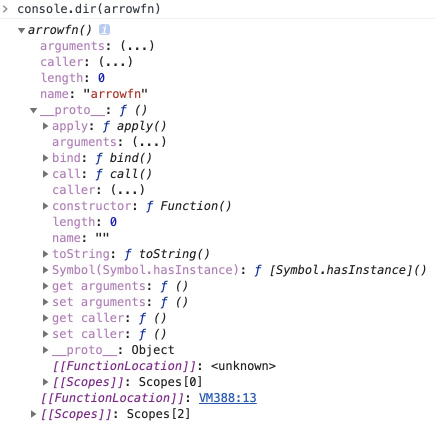 > console.dir(arrowfn)
▼arrowfn() i
arguments: (...)
caller: (...)
length: 0
name: "arrowfn"
▼__proto__: ƒ ()
▶apply: ƒ apply()
arguments: (...)
▶bind: ƒ bind()
▶call: ƒ call()
caller: (...)
▶constructor: ƒ Function()
length: 0
name: ""
▶toString: ƒ toString()
▶Symbol(Symbol.hasInstance): ƒ [Symbol.hasInstance]()
▶get arguments: ƒ ()
▶set arguments: ƒ ()
▶get caller: ƒ ()
▶set caller: ƒ ()
▶__proto__: Object
[[FunctionLocation]]: <unknown>
▶[[Scopes]]: Scopes[0]
[[FunctionLocation]]: VM388:13
▶[[Scopes]]: Scopes[2]